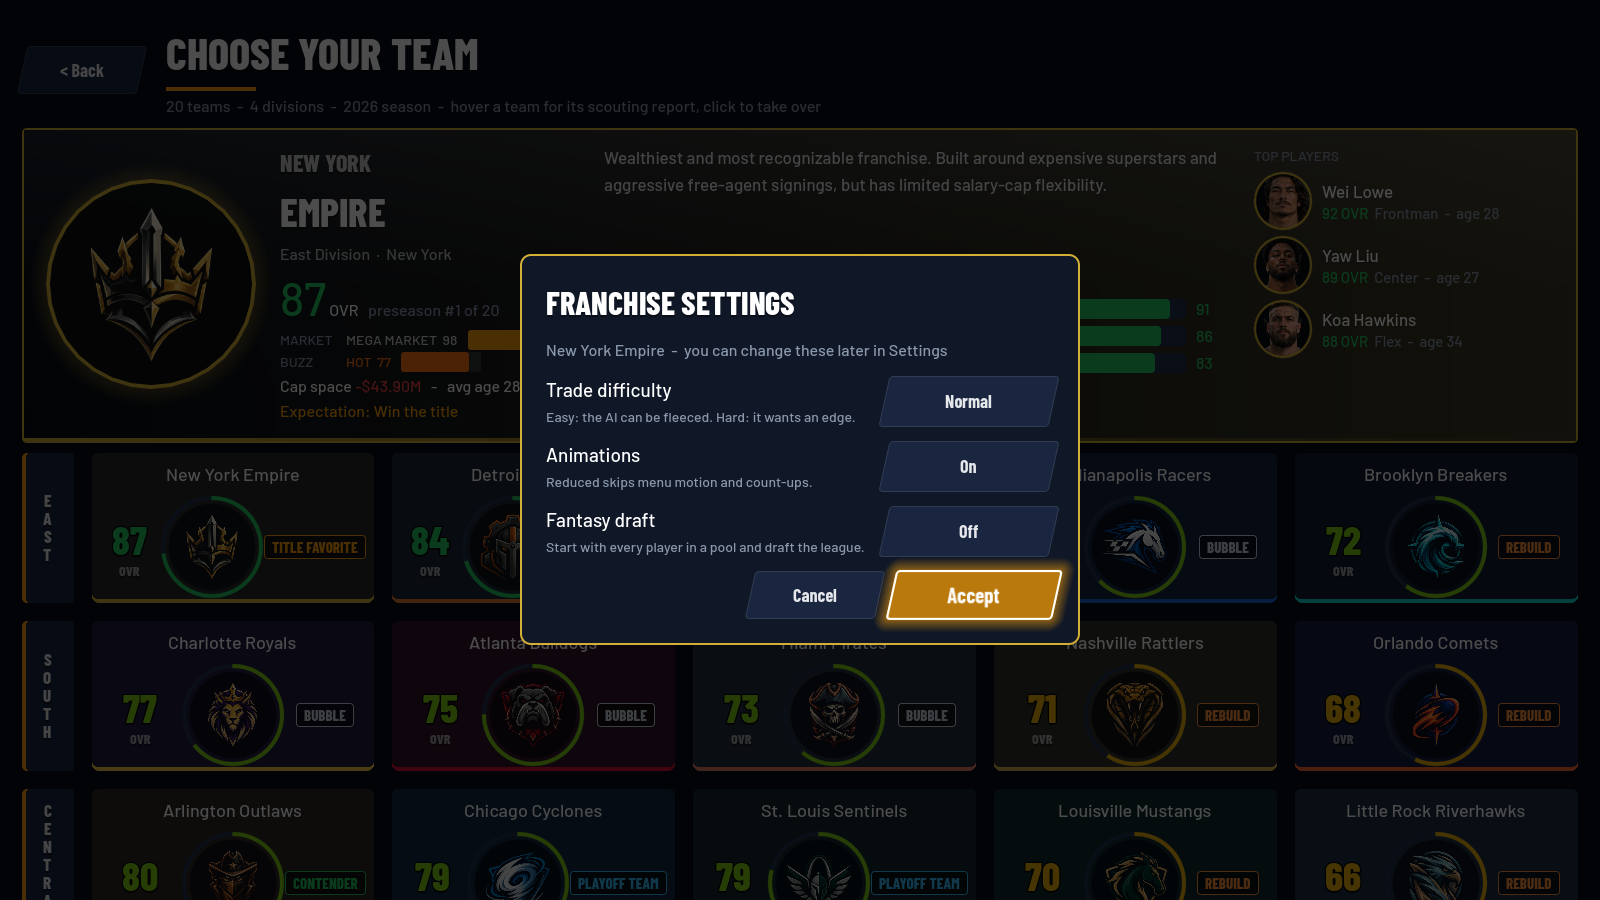 < Back
CHOOSE YOUR TEAM
20 teams - 4 divisions - 2026 season - hover a team for its scouting report, click to take over
NEW YORK
EMPIRE
East Division · New York
87 OVR preseason #1 of 20
MARKET MEGA MARKET 98
BUZZ HOT 77
Cap space -$43.90M - avg age 28
Expectation: Win the title
Wealthiest and most recognizable franchise. Built around expensive superstars and
aggressive free-agent signings, but has limited salary-cap flexibility.
91
86
83
TOP PLAYERS
Wei Lowe
92 OVR Frontman - age 28
Yaw Liu
89 OVR Center - age 27
Koa Hawkins
88 OVR Flex - age 34
FRANCHISE SETTINGS
New York Empire - you can change these later in Settings
Trade difficulty
Easy: the AI can be fleeced. Hard: it wants an edge.
Normal
Animations
Reduced skips menu motion and count-ups.
On
Fantasy draft
Start with every player in a pool and draft the league.
Off
Cancel
Accept
EAST
New York Empire
87
OVR
TITLE FAVORITE
Detroi
84
OVR
dianapolis Racers
BUBBLE
Brooklyn Breakers
72
OVR
REBUILD
SOUTH
Charlotte Royals
77
OVR
BUBBLE
Atlanta Bulldogs
75
OVR
BUBBLE
Miami Pirates
73
OVR
BUBBLE
Nashville Rattlers
71
OVR
REBUILD
Orlando Comets
68
OVR
REBUILD
CENTRA
Arlington Outlaws
80
CONTENDER
Chicago Cyclones
79
PLAYOFF TEAM
St. Louis Sentinels
79
PLAYOFF TEAM
Louisville Mustangs
70
REBUILD
Little Rock Riverhawks
66
REBUILD